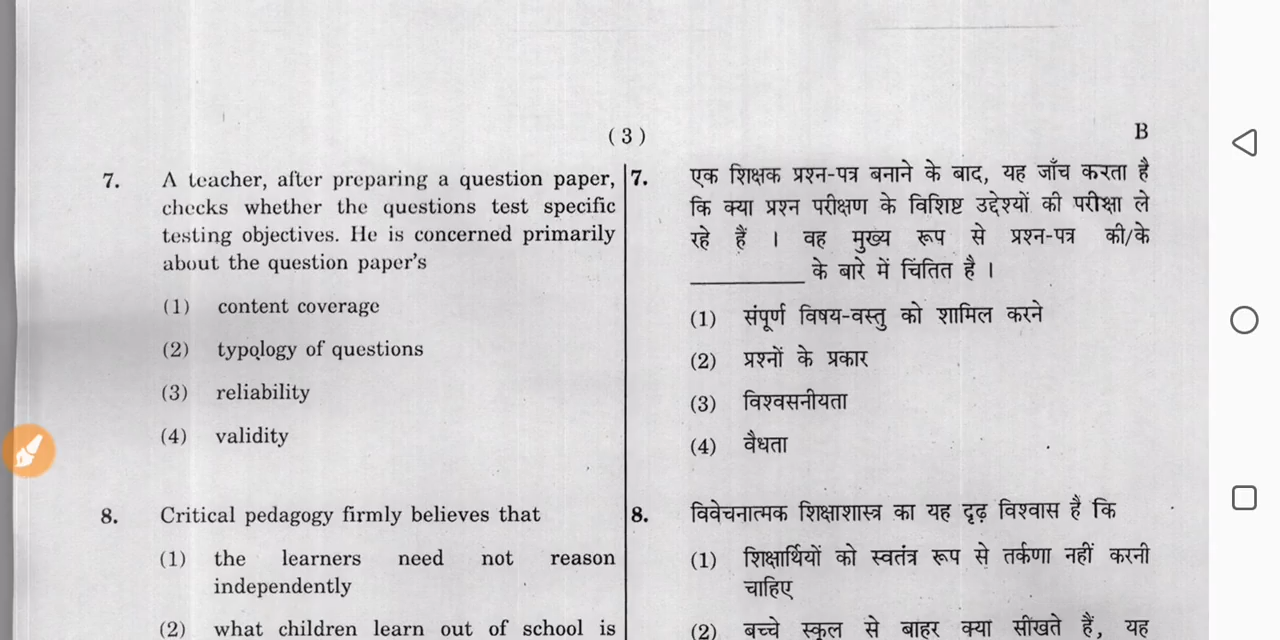 ( 3 )
B
7. A teacher, after preparing a question paper,
checks whether the questions test specific
testing objectives. He is concerned primarily
about the question paper's
(1) content coverage
(2) typology of questions
(3) reliability
(4) validity
8. Critical pedagogy firmly believes that
(1) the learners need not reason
independently
(2) what children learn out of school is
7. एक शिक्षक प्रश्न-पत्र बनाने के बाद, यह जाँच करता है
कि क्या प्रश्न परीक्षण के विशिष्ट उद्देश्यों की परीक्षा ले
रहे हैं । वह मुख्य रूप से प्रश्न-पत्र की/के
__________ के बारे में चिंतित है ।
(1) संपूर्ण विषय-वस्तु को शामिल करने
(2) प्रश्नों के प्रकार
(3) विश्वसनीयता
(4) वैधता
8. विवेचनात्मक शिक्षाशास्त्र का यह दृढ़ विश्वास है कि
(1) शिक्षार्थियों को स्वतंत्र रूप से तर्कणा नहीं करनी
चाहिए
(2) बच्चे स्कूल से बाहर क्या सीखते हैं, यह